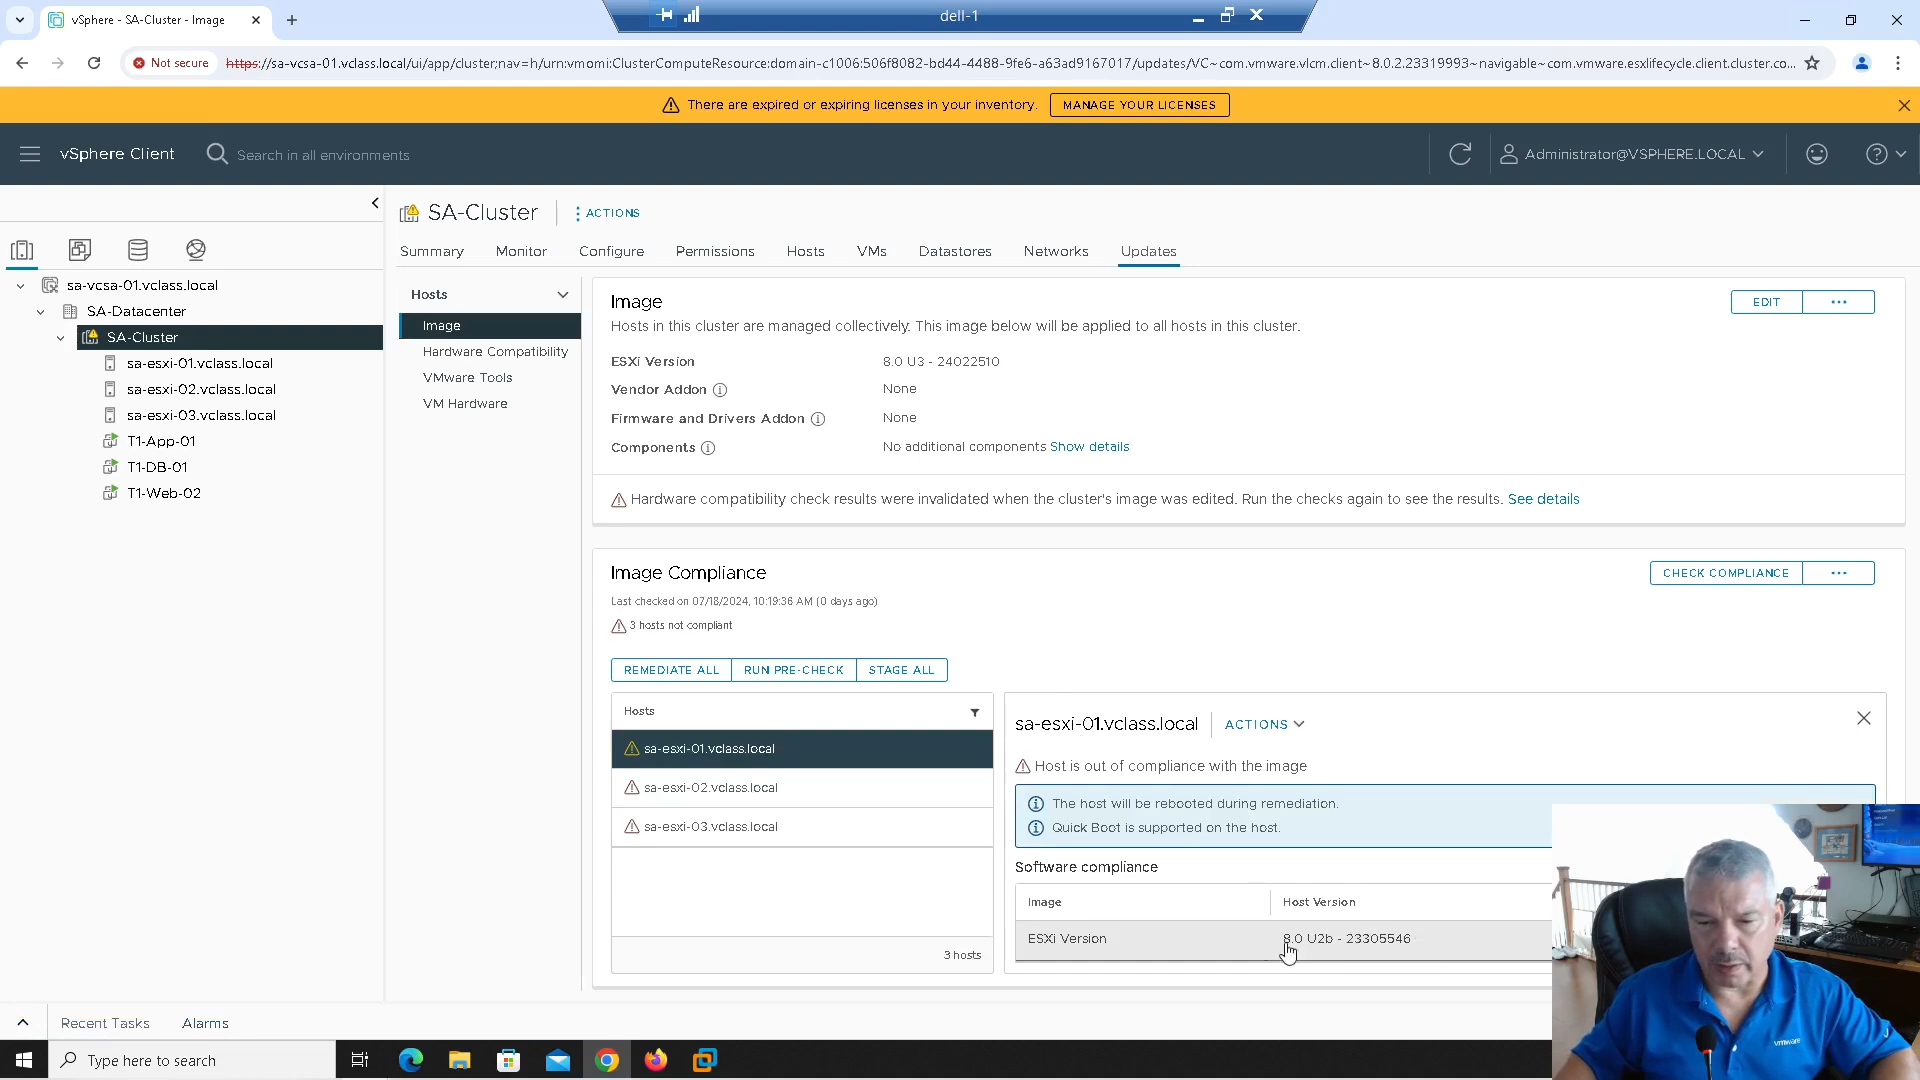 vSphere - SA-Cluster - Image
dell-1
Not secure
https://sa-vcsa-01.vclass.local/ui/app/cluster;nav=h/urn:vmomi:ClusterComputeResource:domain-c1006:506f8082-bd44-4488-9fe6-a63ad9167017/updates/VC~com.vmware.vlcm.client~8.0.2.23319993~navigable~com.vmware.esxlifecycle.client.cluster.co...
There are expired or expiring licenses in your inventory.
MANAGE YOUR LICENSES
vSphere Client
Search in all environments
Administrator@VSPHERE.LOCAL
SA-Cluster
ACTIONS
Summary
Monitor
Configure
Permissions
Hosts
VMs
Datastores
Networks
Updates
sa-vcsa-01.vclass.local
SA-Datacenter
SA-Cluster
sa-esxi-01.vclass.local
sa-esxi-02.vclass.local
sa-esxi-03.vclass.local
T1-App-01
T1-DB-01
T1-Web-02
Hosts
Image
Hardware Compatibility
VMware Tools
VM Hardware
Image
EDIT
...
Hosts in this cluster are managed collectively. This image below will be applied to all hosts in this cluster.
ESXi Version
8.0 U3 - 24022510
Vendor Addon
None
Firmware and Drivers Addon
None
Components
No additional components Show details
Hardware compatibility check results were invalidated when the cluster's image was edited. Run the checks again to see the results. See details
Image Compliance
CHECK COMPLIANCE
...
Last checked on 07/18/2024, 10:19:36 AM (0 days ago)
3 hosts not compliant
REMEDIATE ALL
RUN PRE-CHECK
STAGE ALL
Hosts
sa-esxi-01.vclass.local
sa-esxi-02.vclass.local
sa-esxi-03.vclass.local
3 hosts
sa-esxi-01.vclass.local
ACTIONS
Host is out of compliance with the image
The host will be rebooted during remediation.
Quick Boot is supported on the host.
Software compliance
Image
Host Version
ESXi Version
8.0 U2b - 23305546
Recent Tasks
Alarms
Type here to search
vmware